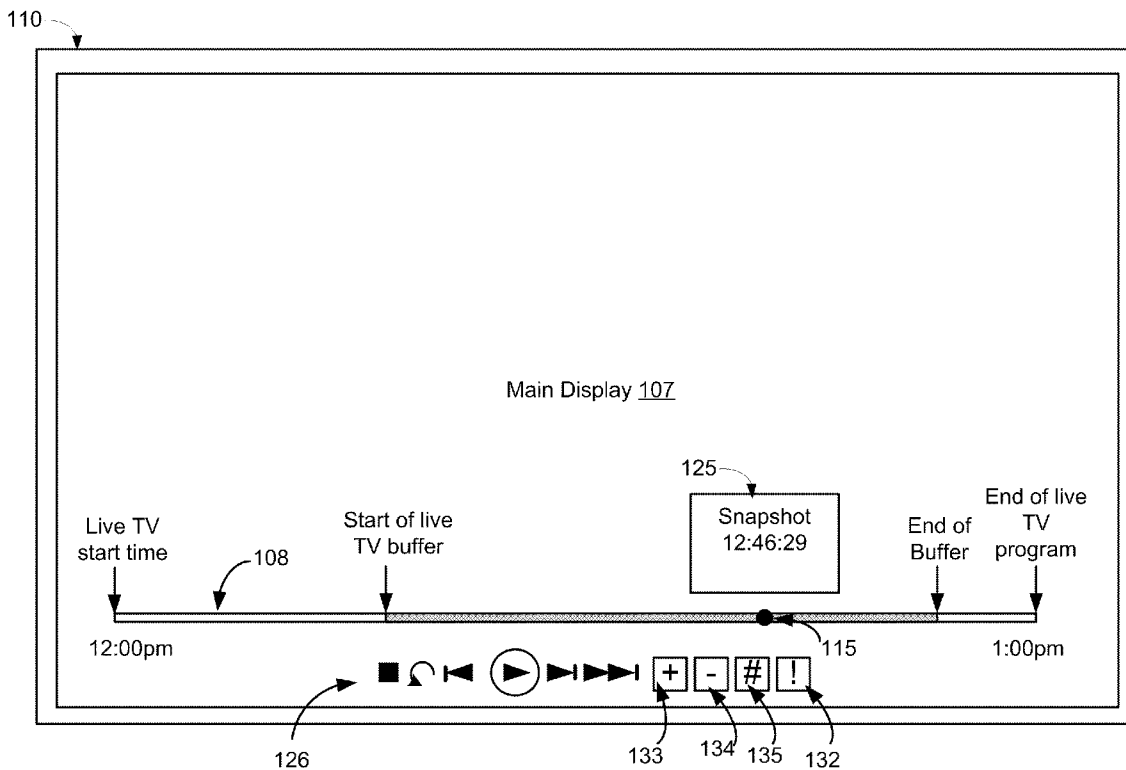 110
Main Display 107
125
Snapshot
12:46:29
Live TV
start time
108
Start of live
TV buffer
End of
Buffer
End of live
TV
program
12:00pm
115
1:00pm
+
-
#
!
126
133
134
135
132